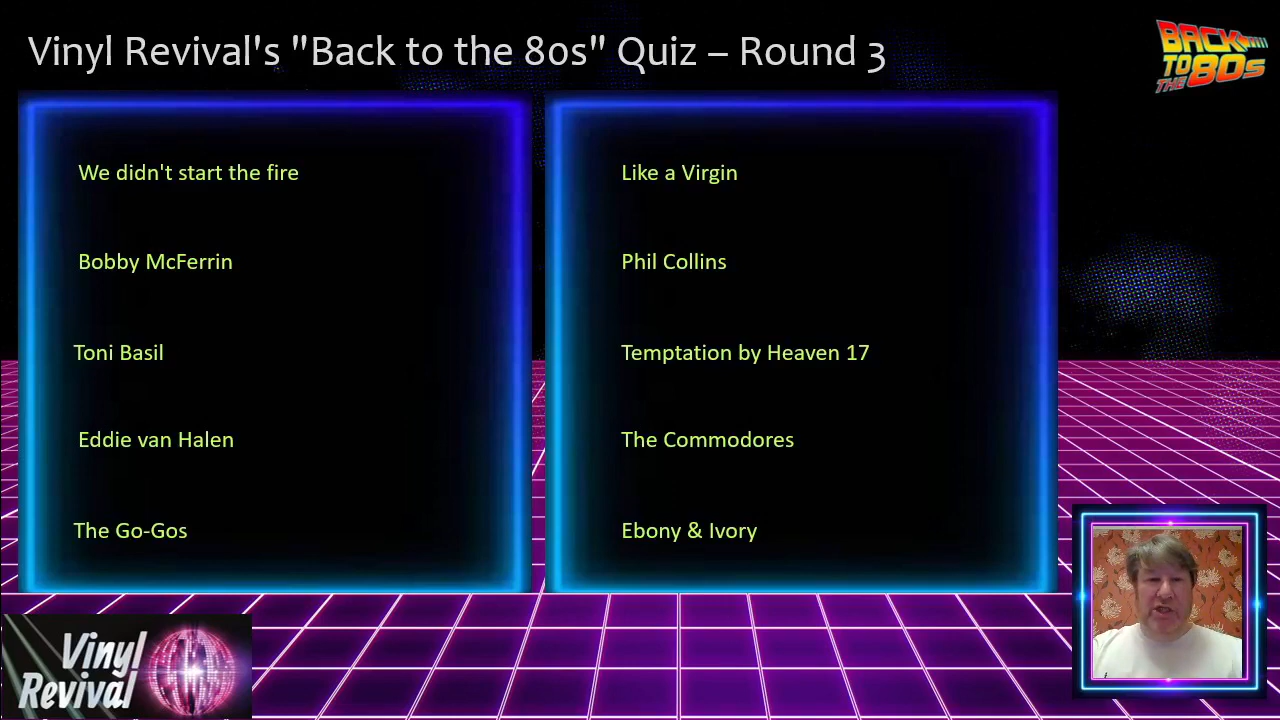 Vinyl Revival's "Back to the 80s" Quiz – Round 3
BACK
TO
THE 80s
We didn't start the fire
Bobby McFerrin
Toni Basil
Eddie van Halen
The Go-Gos
Like a Virgin
Phil Collins
Temptation by Heaven 17
The Commodores
Ebony & Ivory
Vinyl
Revival